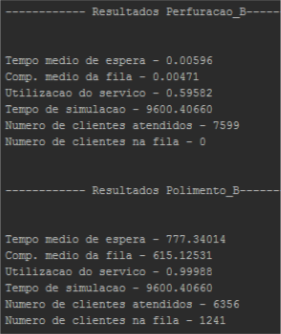 ------------ Resultados Perfuracao_B-----
Tempo medio de espera - 0.00596
Comp. medio da fila - 0.00471
Utilizacao do servico - 0.59582
Tempo de simulacao - 9600.40660
Numero de clientes atendidos - 7599
Numero de clientes na fila - 0
------------ Resultados Polimento_B------
Tempo medio de espera - 777.34014
Comp. medio da fila - 615.12531
Utilizacao do servico - 0.99988
Tempo de simulacao - 9600.40660
Numero de clientes atendidos - 6356
Numero de clientes na fila - 1241